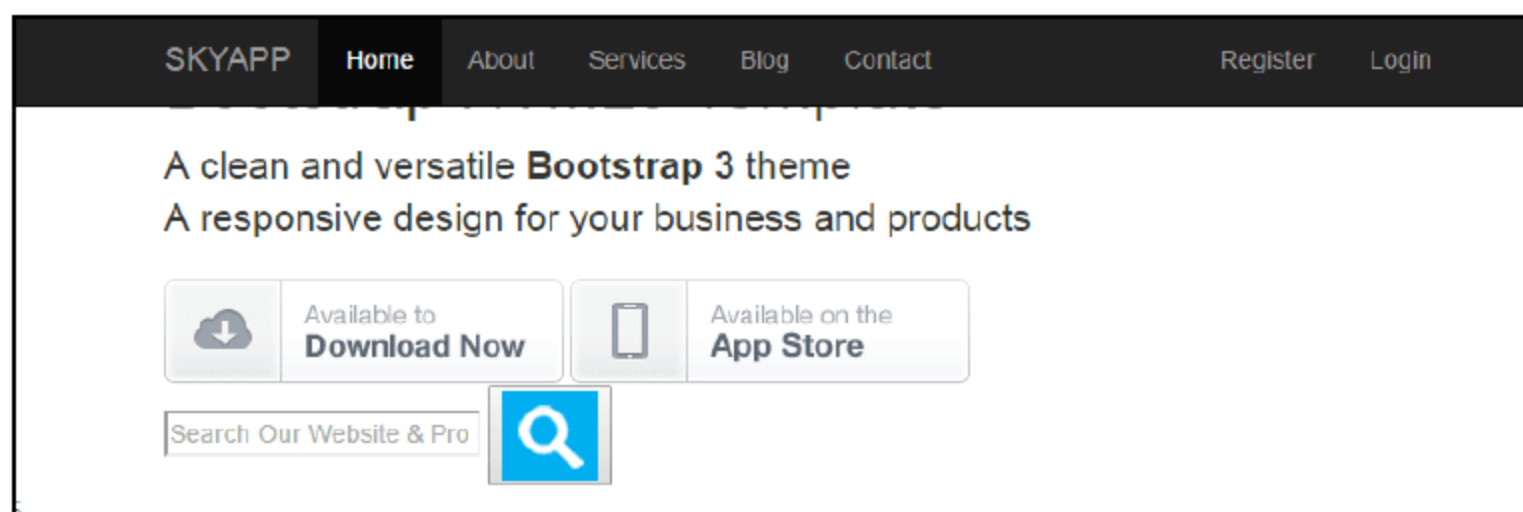 SKYAPP Home About Services Blog Contact Register Login
A clean and versatile Bootstrap 3 theme
A responsive design for your business and products
Available to
Download Now
Available on the
App Store
Search Our Website & Pro